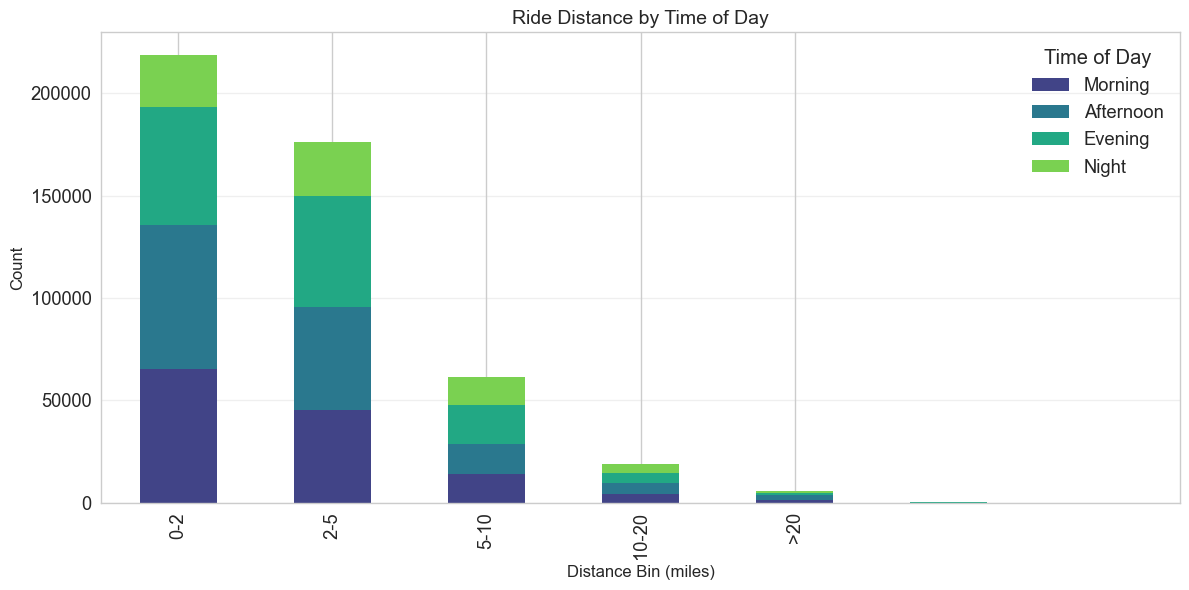 Ride Distance by Time of Day
Time of Day
Morning
Afternoon
Evening
Night
Count
200000
150000
100000
50000
0
0-2
2-5
5-10
10-20
>20
Distance Bin (miles)